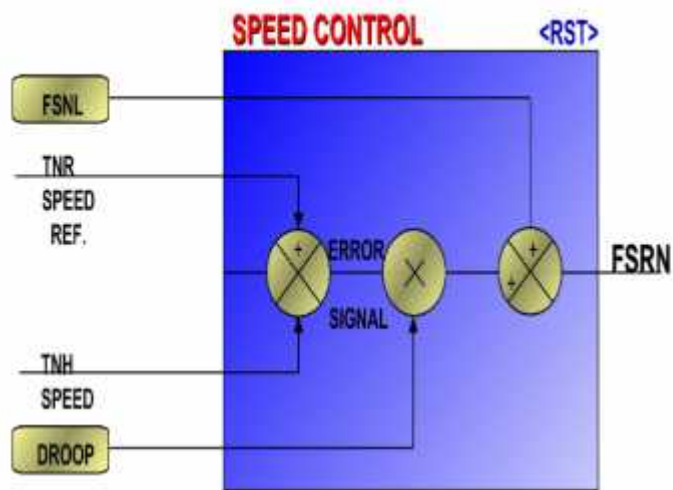 SPEED CONTROL
<RST>
FSNL
TNR
SPEED
REF.
+
ERROR
×
+
+
FSRN
SIGNAL
TNH
SPEED
DROOP